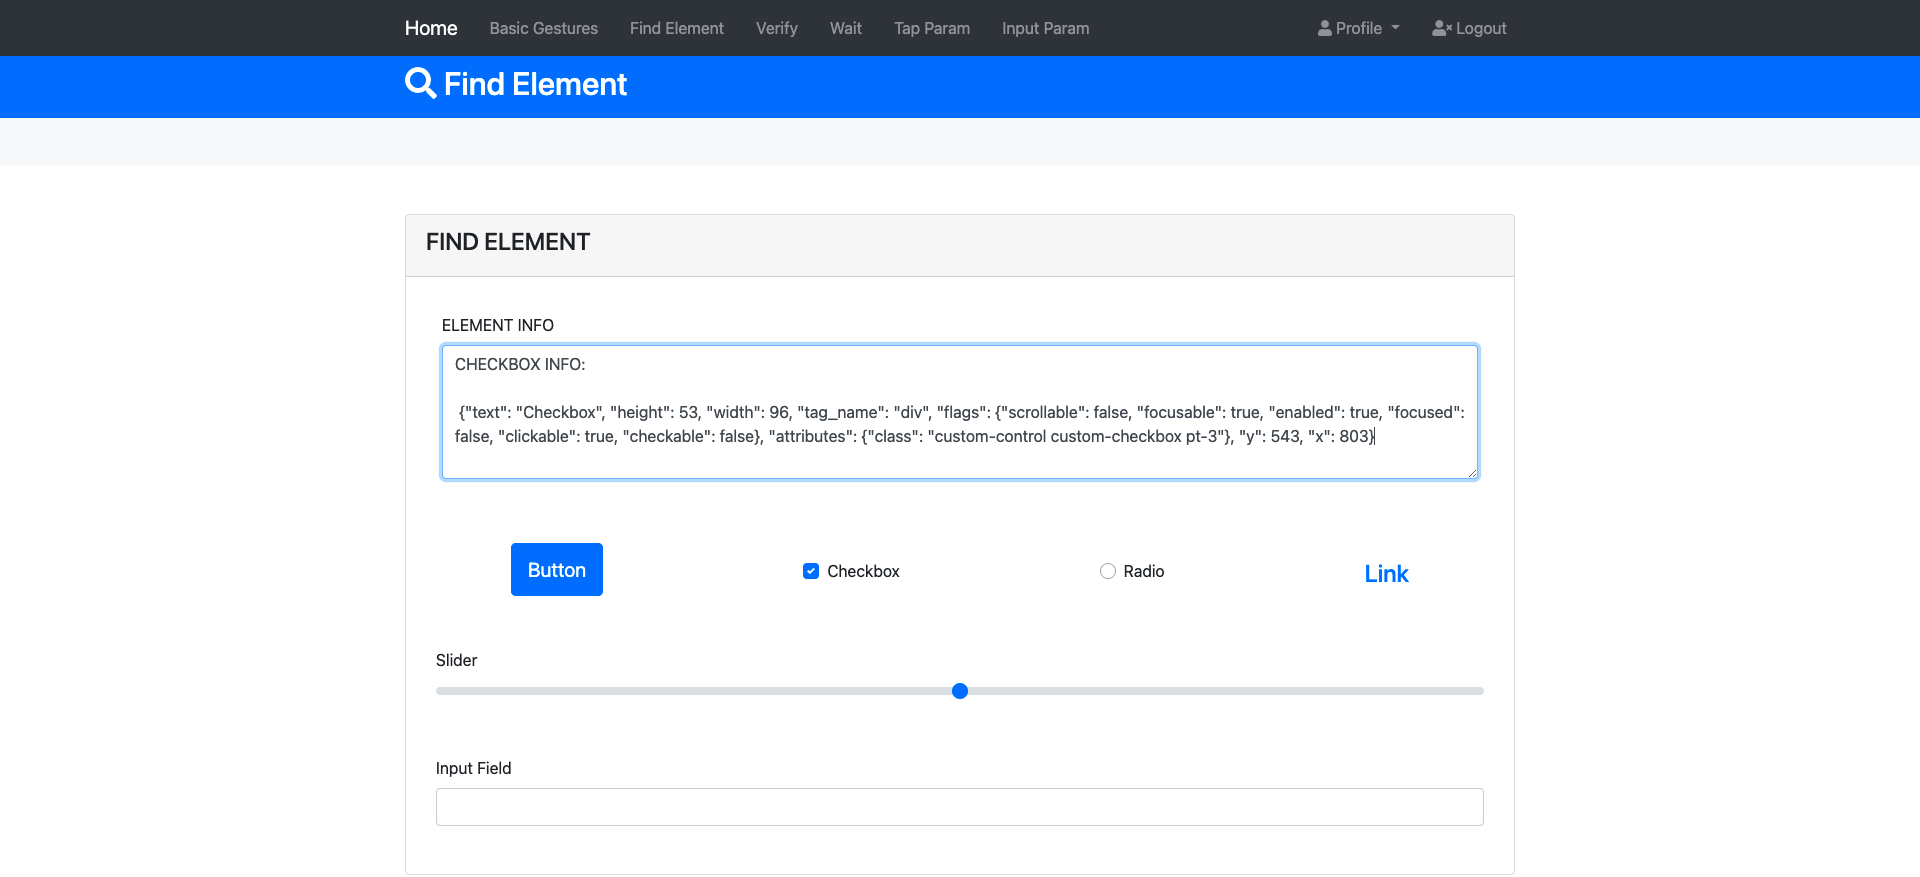 Home Basic Gestures Find Element Verify Wait Tap Param Input Param Profile Logout
Find Element
FIND ELEMENT
ELEMENT INFO
CHECKBOX INFO:
{"text": "Checkbox", "height": 53, "width": 96, "tag_name": "div", "flags": {"scrollable": false, "focusable": true, "enabled": true, "focused":
false, "clickable": true, "checkable": false}, "attributes": {"class": "custom-control custom-checkbox pt-3"}, "y": 543, "x": 803}
Button Checkbox Radio Link
Slider
Input Field